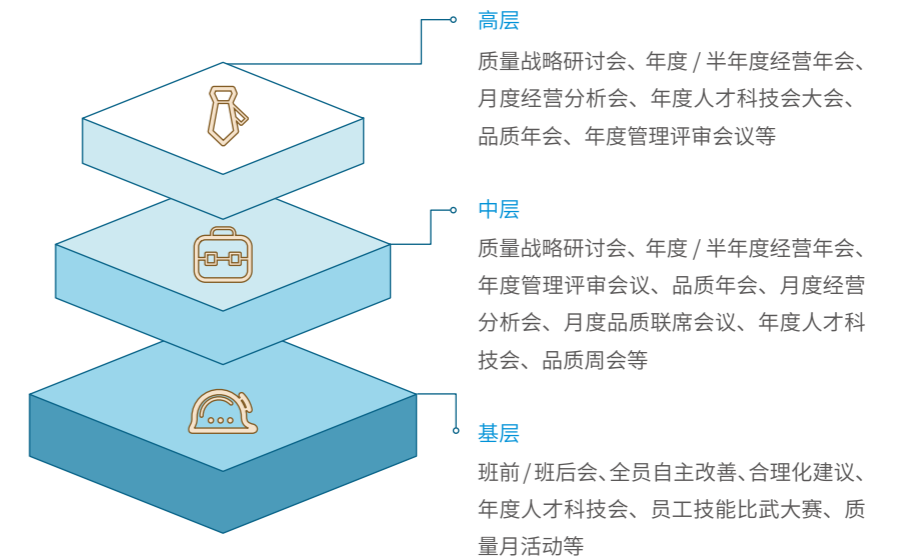 高层
质量战略研讨会、年度 / 半年度经营年会、
月度经营分析会、年度人才科技会大会、
品质年会、年度管理评审会议等
中层
质量战略研讨会、年度 / 半年度经营年会、
年度管理评审会议、品质年会、月度经营
分析会、月度品质联席会议、年度人才科
技会、品质周会等
基层
班前 / 班后会、全员自主改善、合理化建议、
年度人才科技会、员工技能比武大赛、质
量月活动等